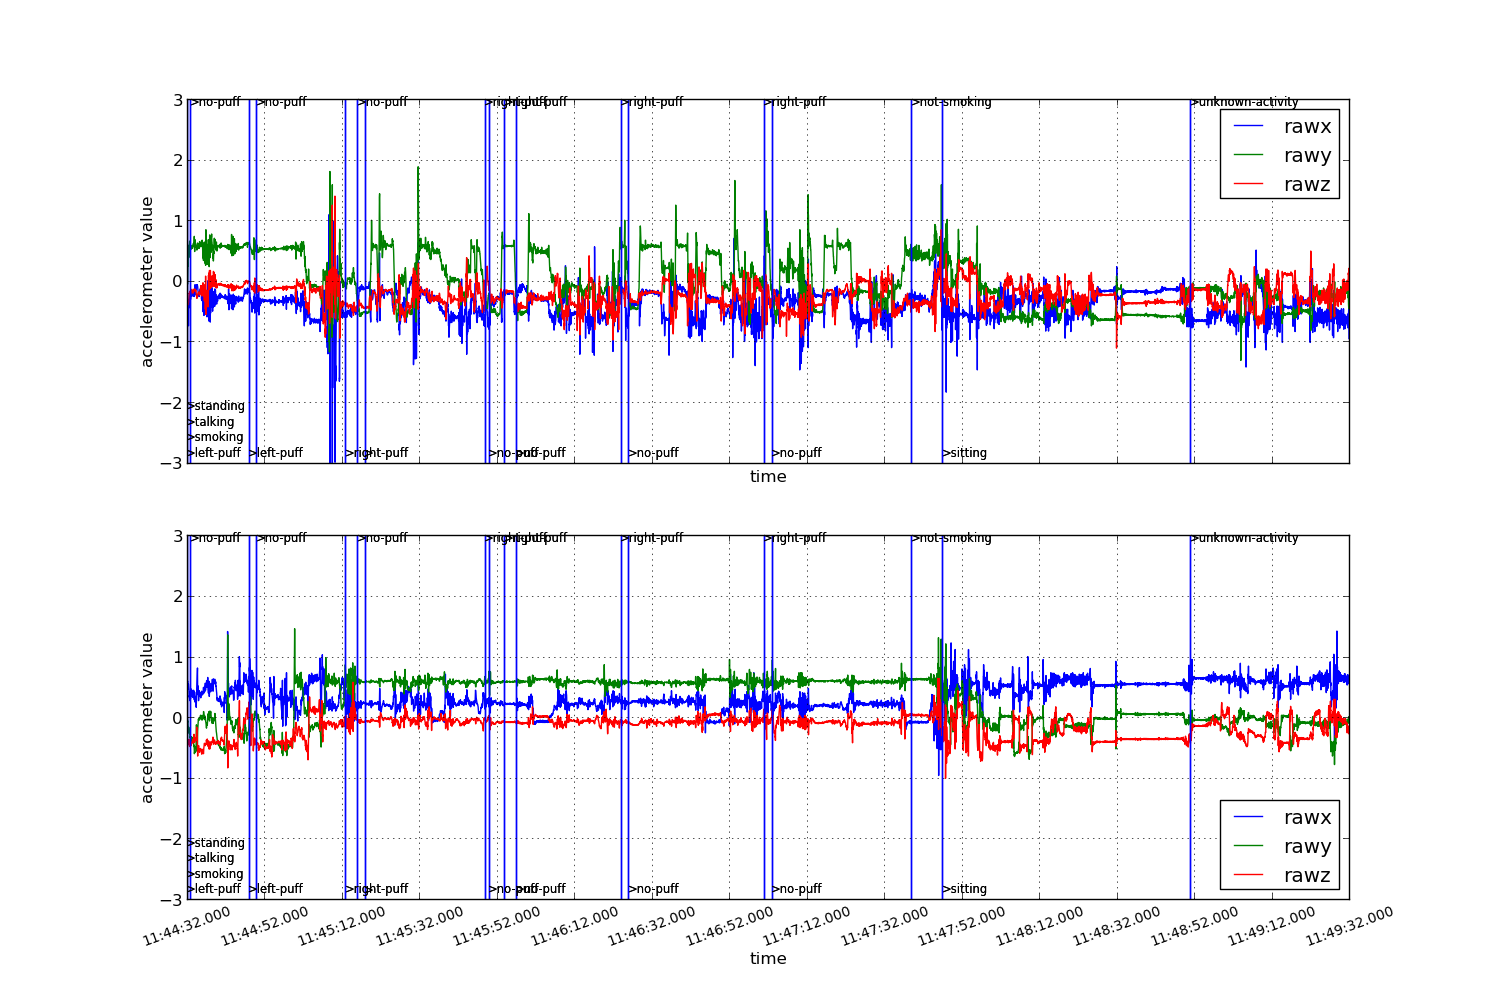 3
>no-puff >no-puff >no-puff >right-puff >right-puff >right-puff >right-puff >not-smoking >unknown-activity
rawx
rawy
rawz
2
1
0
−1
−2
−3
accelerometer value
>standing
>talking
>smoking
>left-puff >left-puff >right-puff >no-puff >no-puff >no-puff >no-puff >sitting
time
3
>no-puff >no-puff >no-puff >right-puff >right-puff >right-puff >right-puff >not-smoking >unknown-activity
2
1
0
−1
−2
−3
accelerometer value
rawx
rawy
rawz
>standing
>talking
>smoking
>left-puff >left-puff >right-puff >no-puff >no-puff >no-puff >no-puff >sitting
11:44:32.000 11:44:52.000 11:45:12.000 11:45:32.000 11:45:52.000 11:46:12.000 11:46:32.000 11:46:52.000 11:47:12.000 11:47:32.000 11:47:52.000 11:48:12.000 11:48:32.000 11:48:52.000 11:49:12.000 11:49:32.000
time